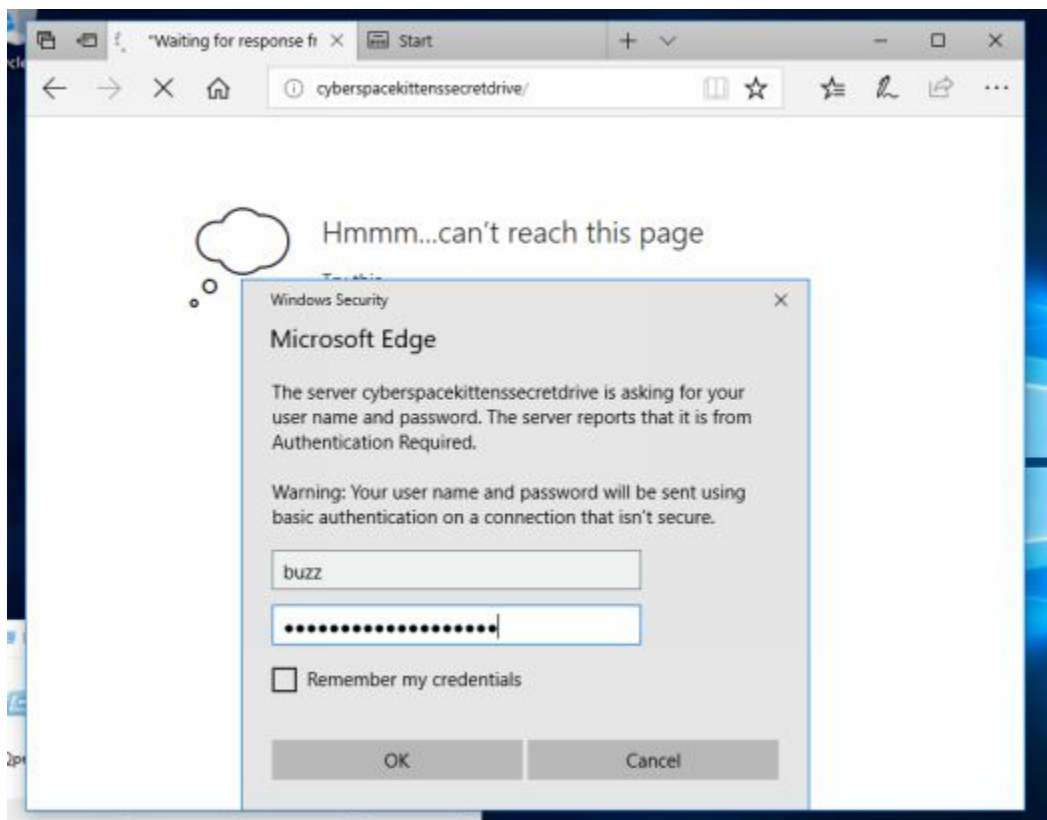 "Waiting for response fr
Start
cyberspacekittenssecretdrive/
Hmmm...can't reach this page
Windows Security
Microsoft Edge
The server cyberspacekittenssecretdrive is asking for your
user name and password. The server reports that it is from
Authentication Required.
Warning: Your user name and password will be sent using
basic authentication on a connection that isn't secure.
buzz
Remember my credentials
OK
Cancel